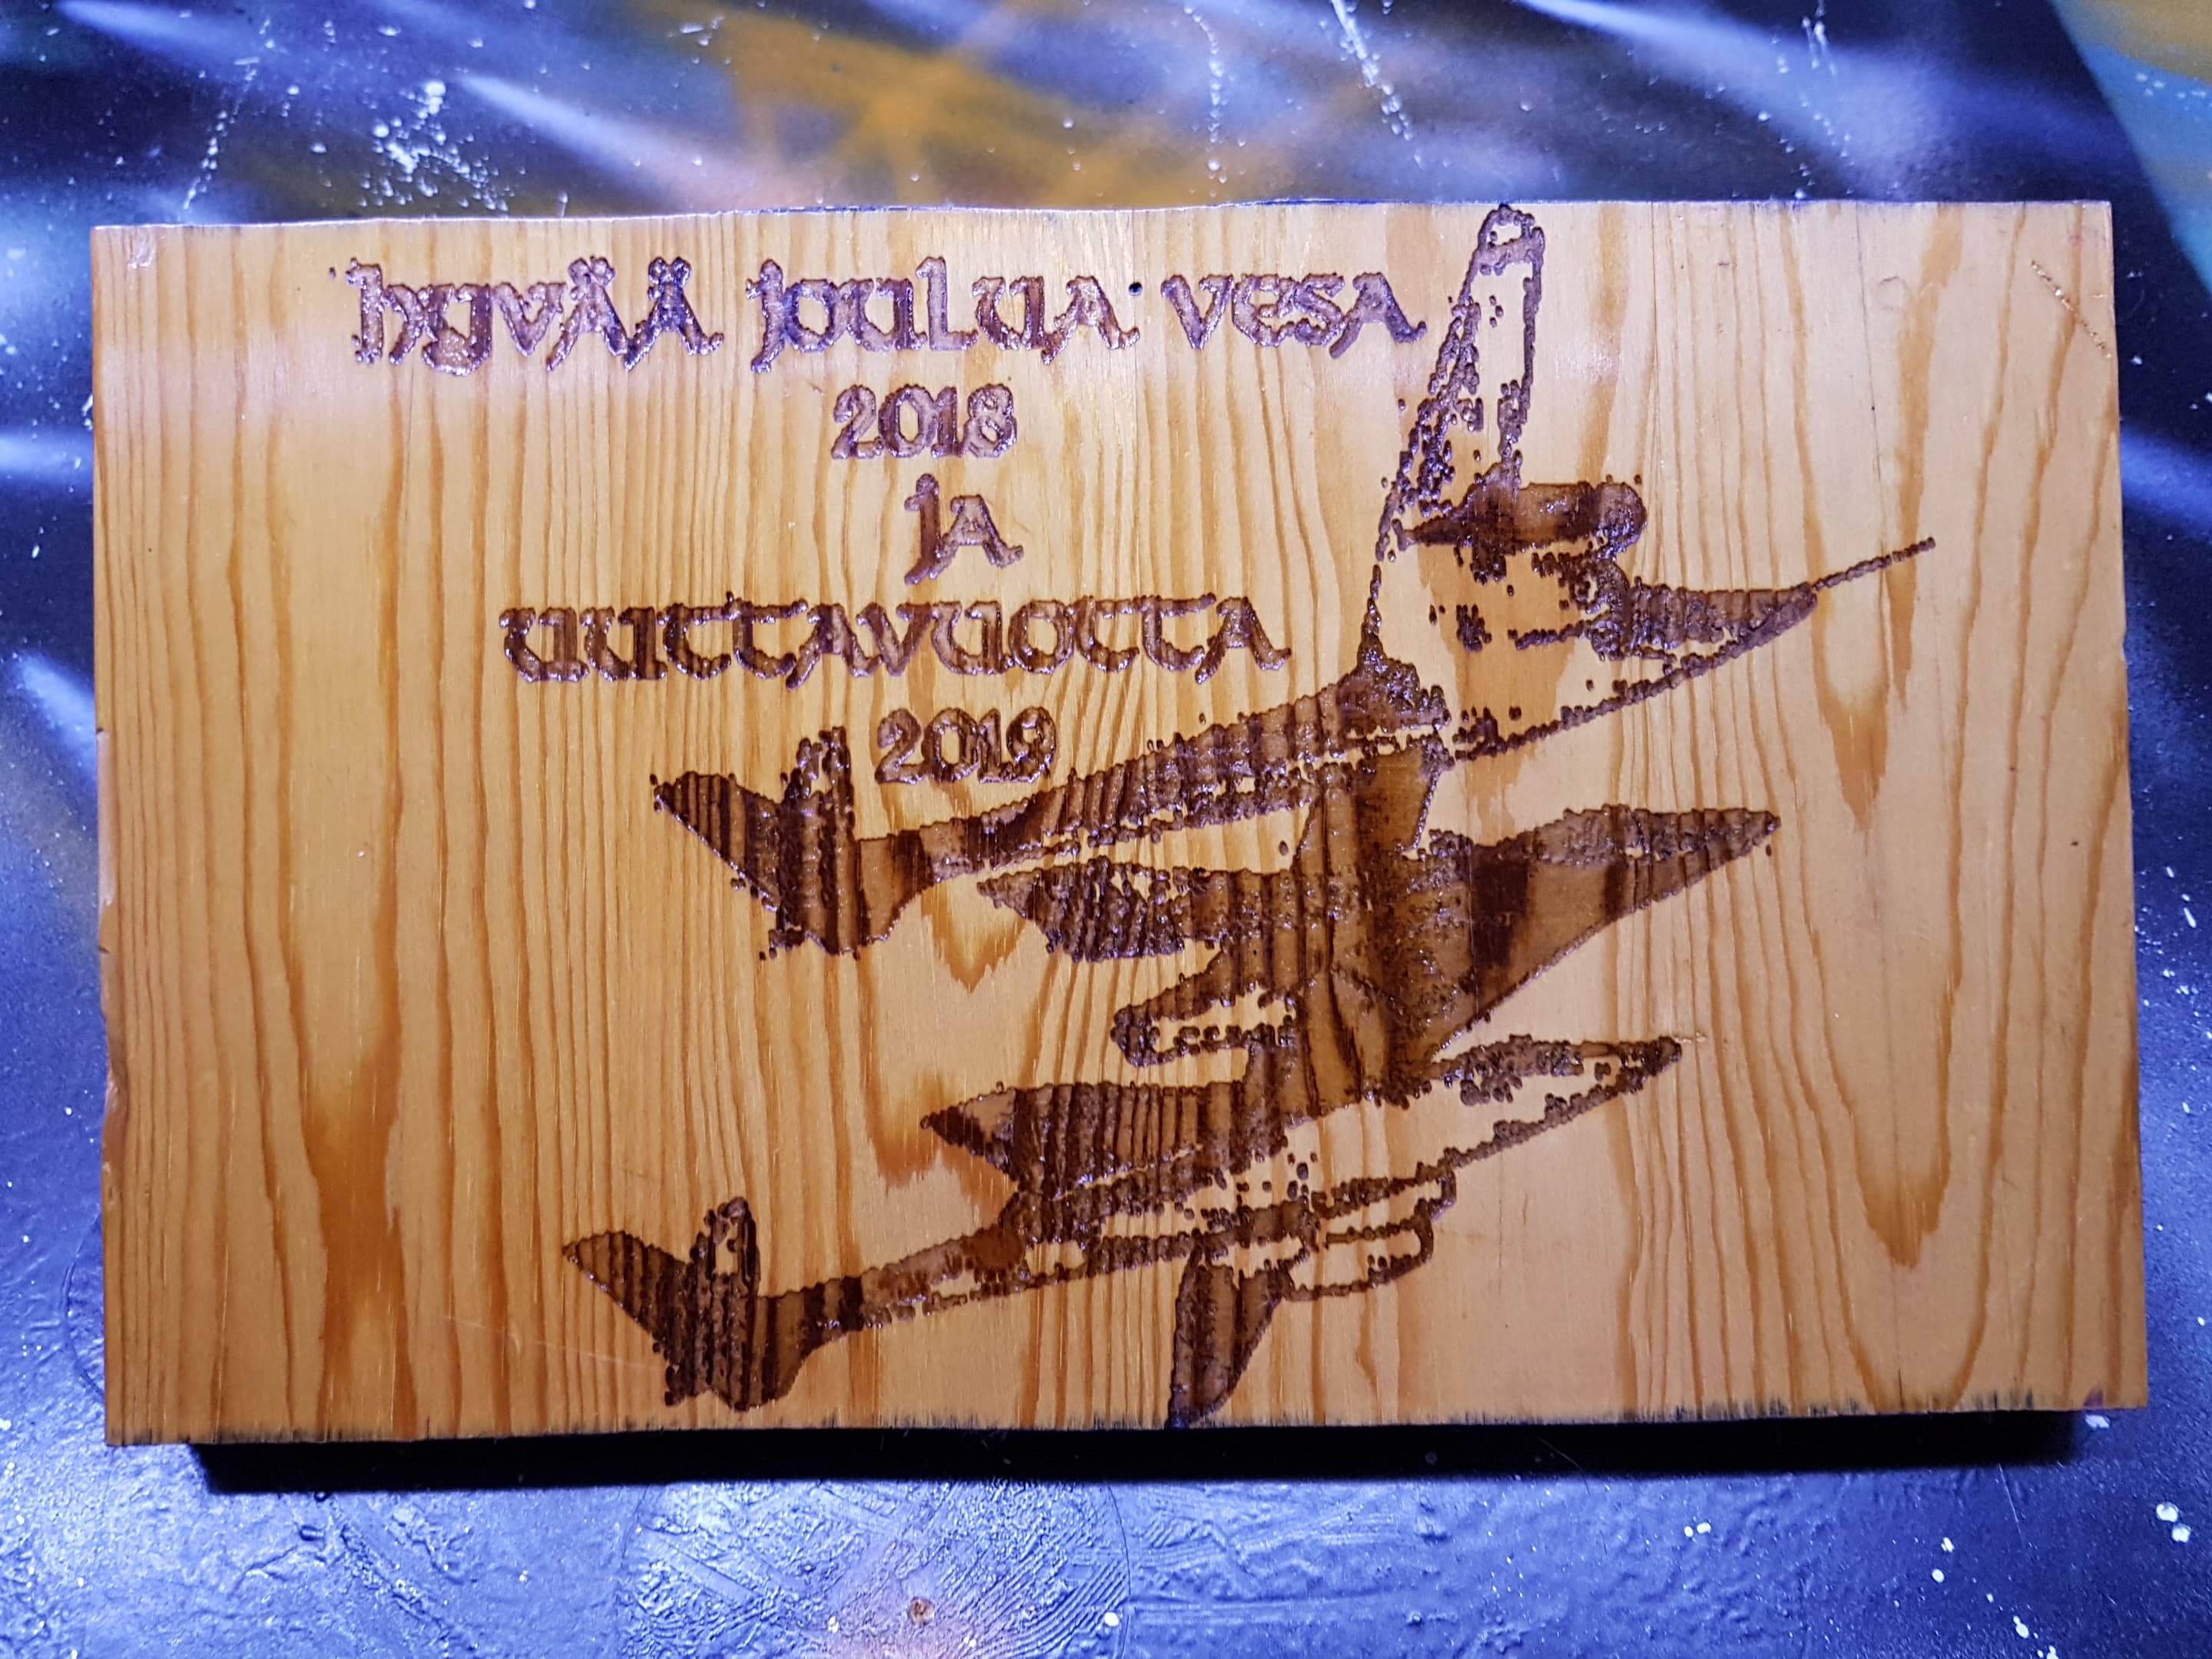 hyvää joulua vesa
2018
ja
uuttavuotta
2019